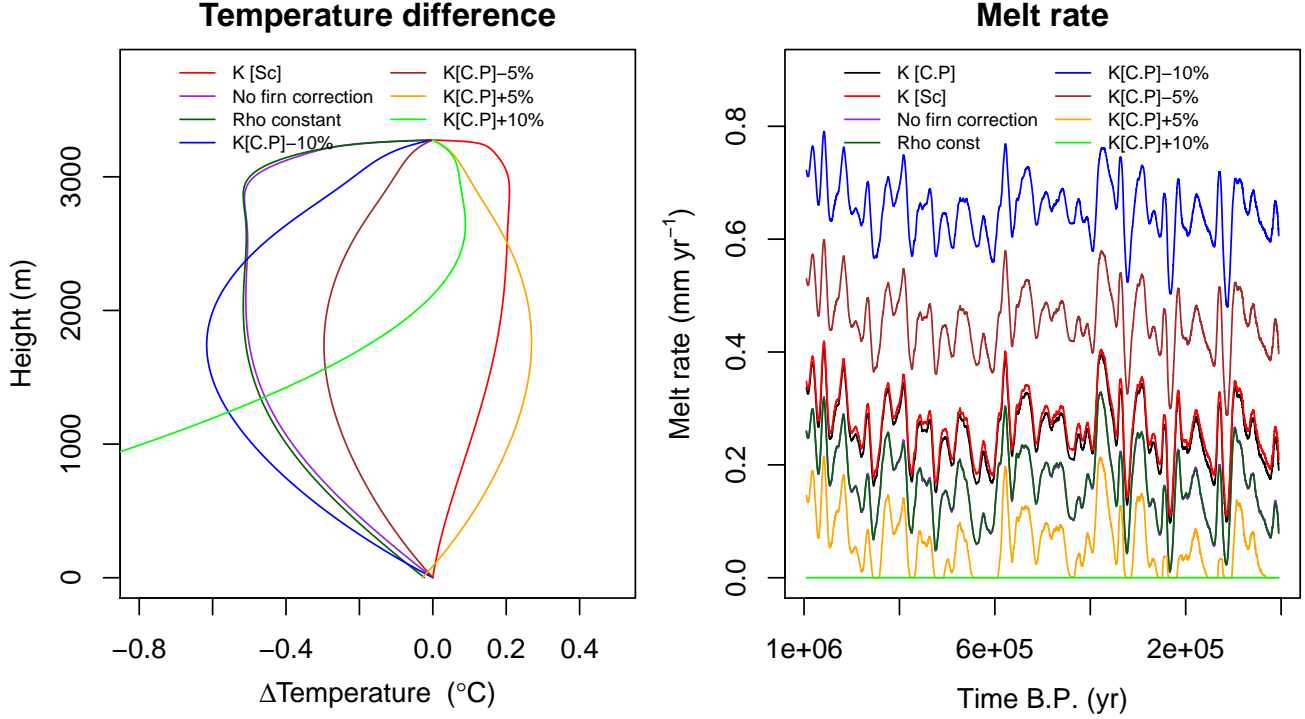 Temperature difference
K [Sc]
No firn correction
Rho constant
K[C.P]−10%
K[C.P]−5%
K[C.P]+5%
K[C.P]+10%
Height (m)
3000
2000
1000
0
−0.8
−0.4
0.0
0.2
0.4
ΔTemperature (°C)
Melt rate
K [C.P]
K [Sc]
No firn correction
Rho const
K[C.P]−10%
K[C.P]−5%
K[C.P]+5%
K[C.P]+10%
Melt rate (mm yr⁻¹)
0.8
0.6
0.4
0.2
0.0
1e+06
6e+05
2e+05
Time B.P. (yr)